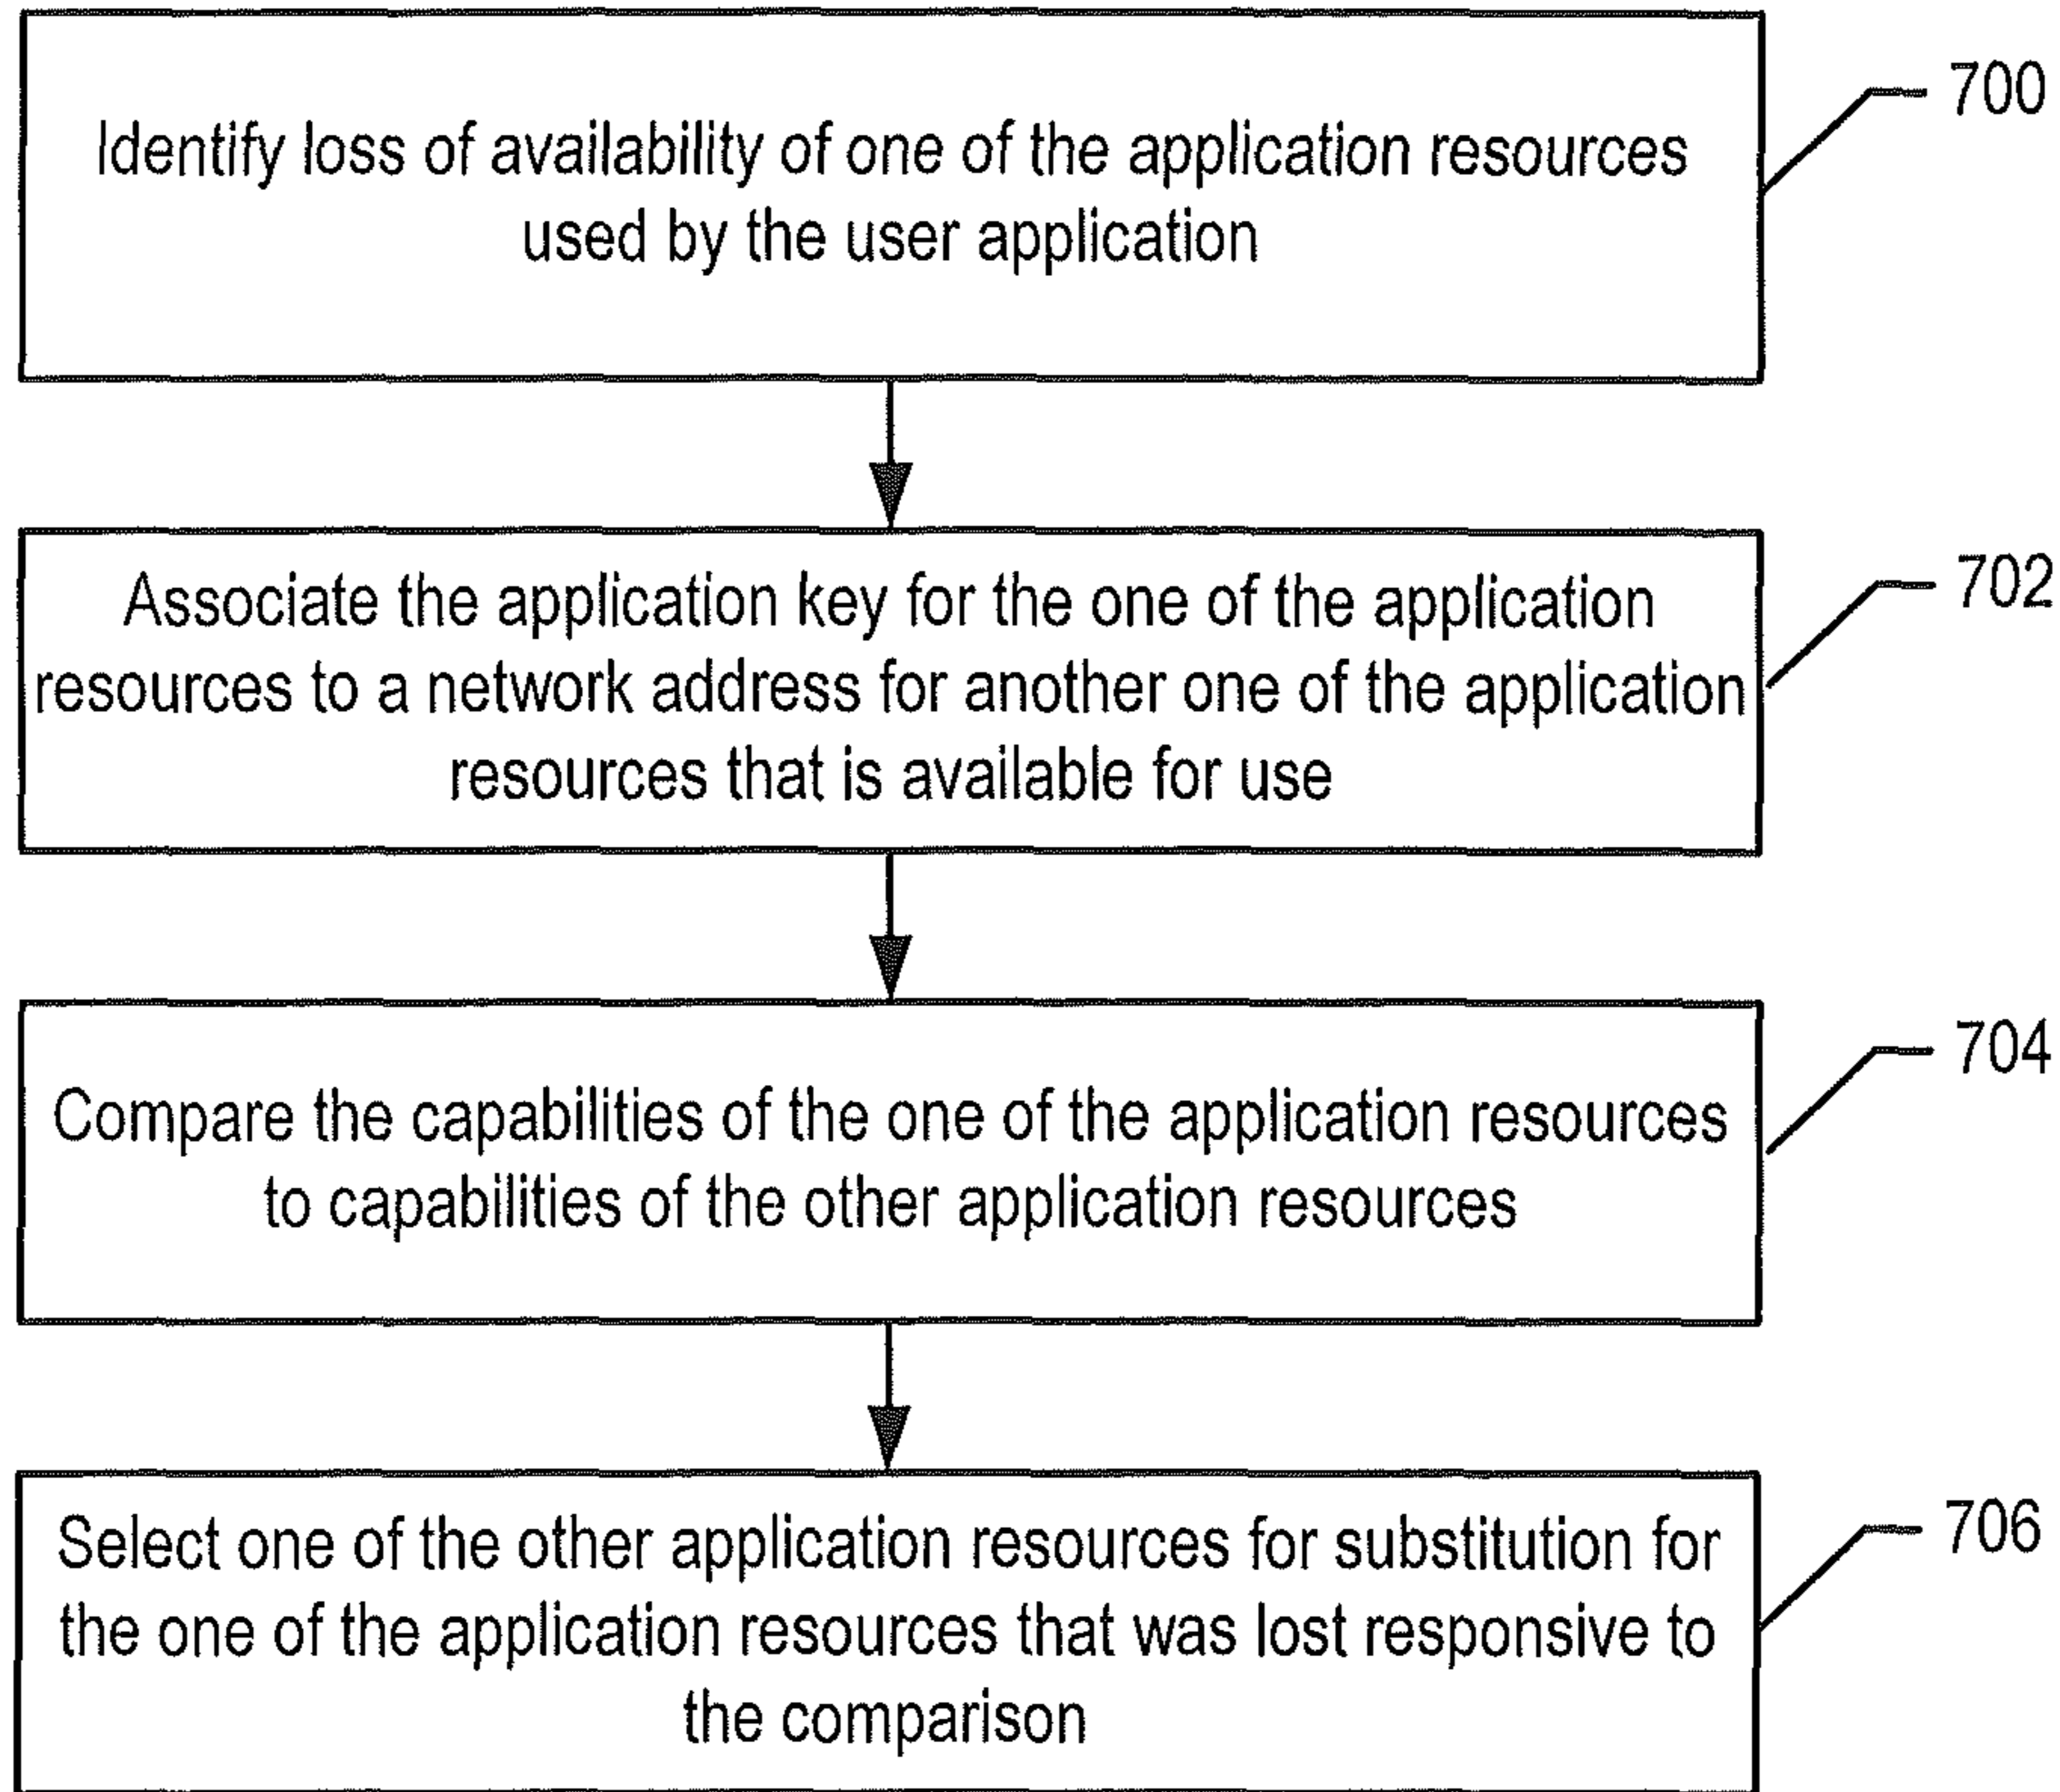 Identify loss of availability of one of the application resources
used by the user application
700
Associate the application key for the one of the application
resources to a network address for another one of the application
resources that is available for use
702
Compare the capabilities of the one of the application resources
to capabilities of the other application resources
704
Select one of the other application resources for substitution for
the one of the application resources that was lost responsive to
the comparison
706